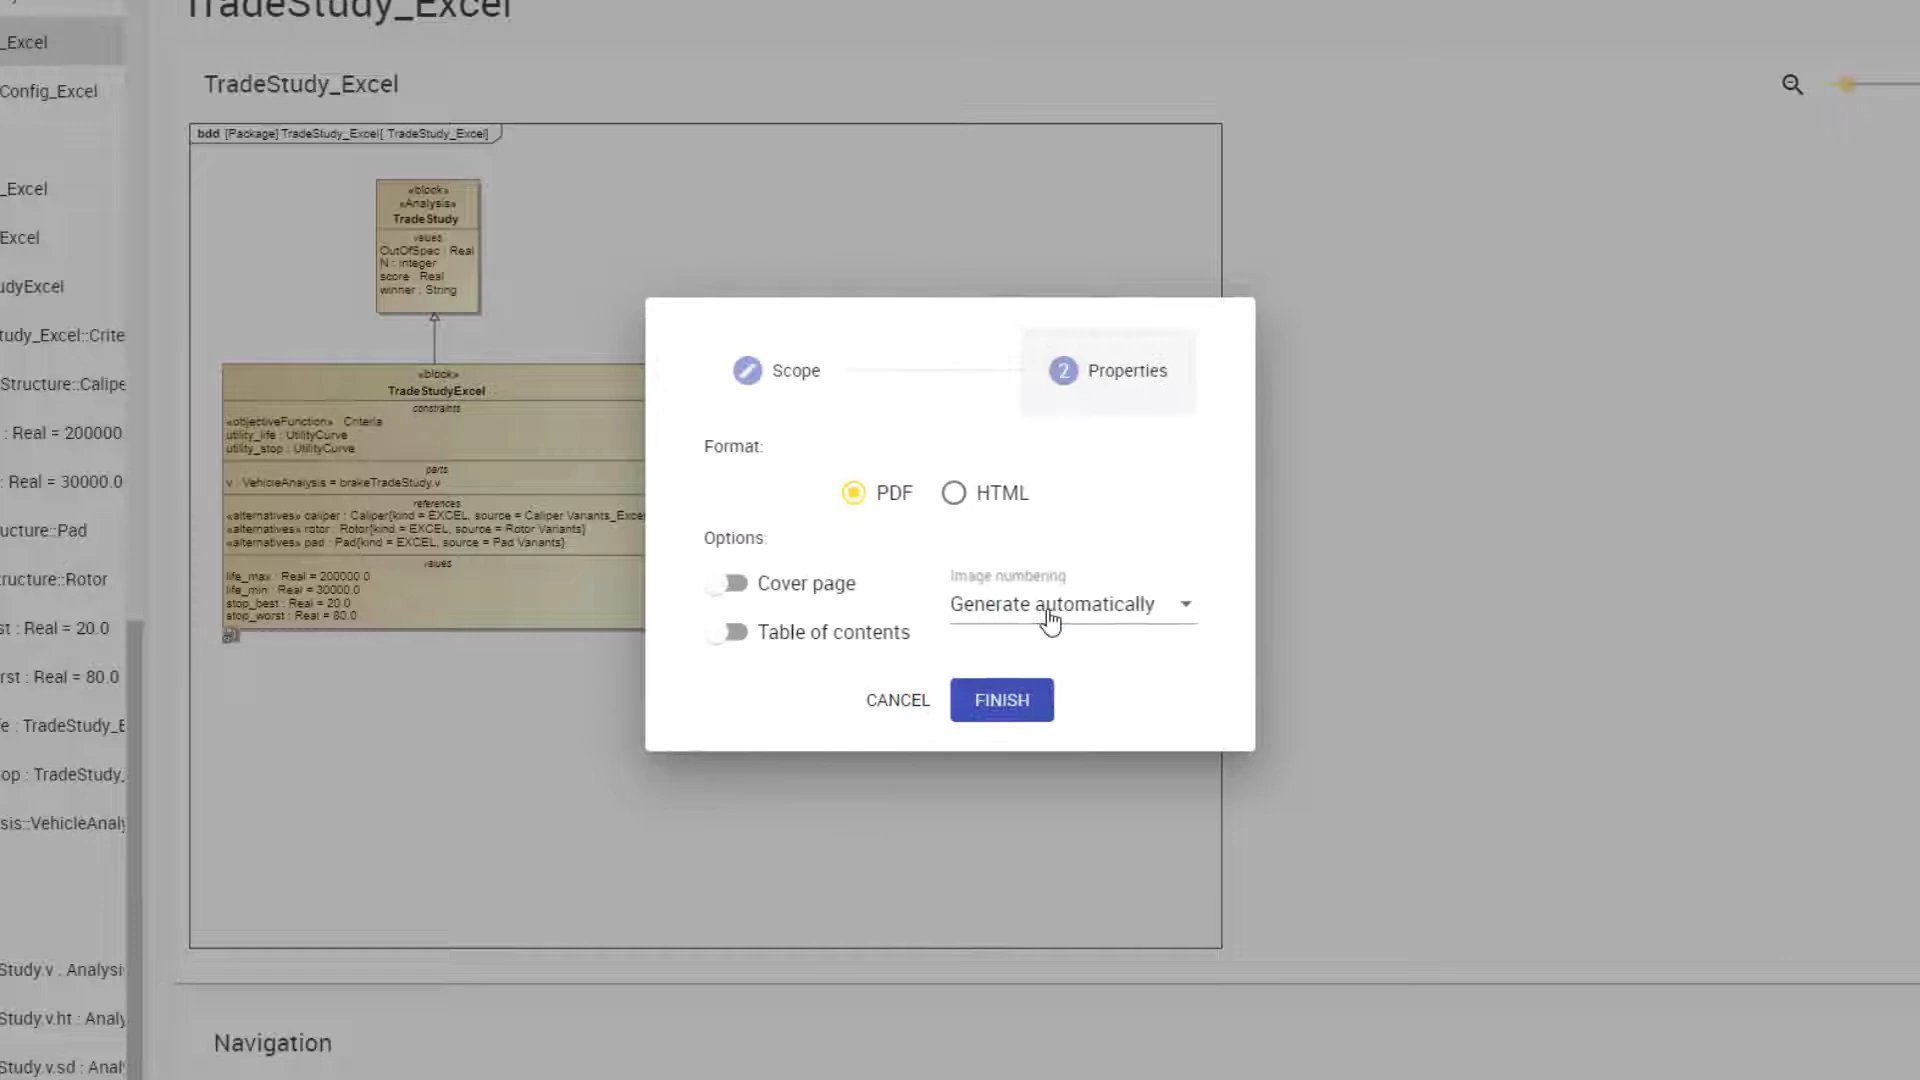 TradeStudy_Excel
_Excel
Config_Excel
_Excel
Excel
udyExcel
tudy_Excel::Crite
Structure::Calipe
: Real = 200000
: Real = 30000.0
ucture::Pad
ructure::Rotor
st : Real = 20.0
rst : Real = 80.0
e : TradeStudy_E
op : TradeStudy_
sis::VehicleAnaly
Study.v : Analysi
Study.v.ht : Analy
Study.v.sd : Anal
TradeStudy_Excel
bdd [Package] TradeStudy_Excel[ TradeStudy_Excel]
«block»
«Analysis»
TradeStudy
values
OutOfSpec : Real
N : Integer
score : Real
winner : String
«block»
TradeStudyExcel
constraints
«objectiveFunction» : Criteria
utility_life : UtilityCurve
utility_stop : UtilityCurve
parts
v : VehicleAnalysis = brakeTradeStudy.v
references
«alternatives» caliper : Caliper{kind = EXCEL, source = Caliper Variants_Exce
«alternatives» rotor : Rotor{kind = EXCEL, source = Rotor Variants}
«alternatives» pad : Pad{kind = EXCEL, source = Pad Variants}
values
life_max : Real = 200000.0
life_min : Real = 30000.0
stop_best : Real = 20.0
stop_worst : Real = 80.0
Scope
2 Properties
Format:
PDF HTML
Options:
Cover page
Table of contents
Image numbering
Generate automatically
CANCEL FINISH
Navigation